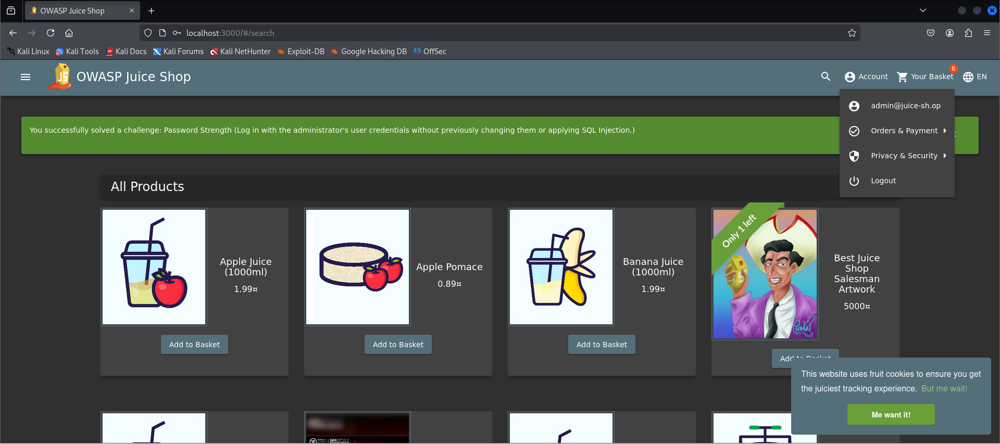 OWASP Juice Shop
localhost:3000/#/search
Kali Linux Kali Tools Kali Docs Kali Forums Kali NetHunter Exploit-DB Google Hacking DB OffSec
OWASP Juice Shop
Account Your Basket 6 EN
admin@juice-sh.op
Orders & Payment
Privacy & Security
Logout
You successfully solved a challenge: Password Strength (Log in with the administrator's user credentials without previously changing them or applying SQL Injection.)
All Products
Apple Juice
(1000ml)
1.99¤
Add to Basket
Apple Pomace
0.89¤
Add to Basket
Banana Juice
(1000ml)
1.99¤
Add to Basket
Only 1 left
Best Juice
Shop
Salesman
Artwork
5000¤
Add to Basket
This website uses fruit cookies to ensure you get
the juiciest tracking experience. But me wait!
Me want it!
SAN
FRANCISCO